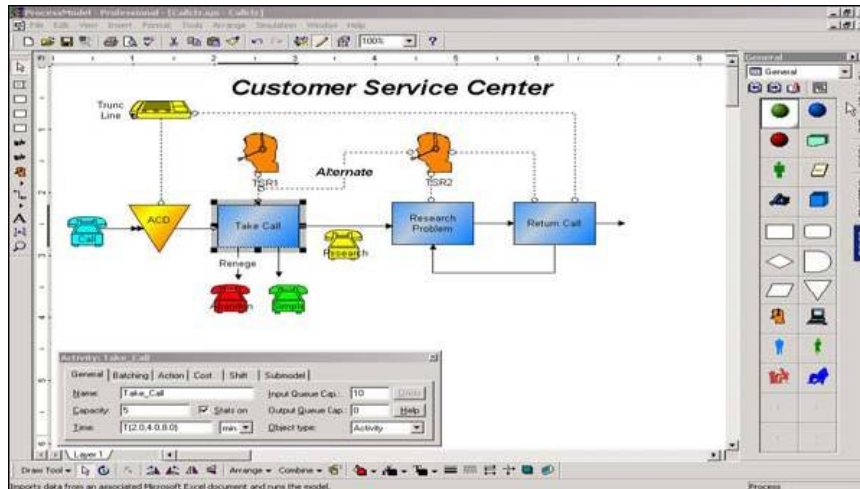 ProcessModel - Professional - [Callctr.igx - Callctr]
File Edit View Insert Format Tools Arrange Simulation Window Help
100%
Customer Service Center
General
General
Trunc
Line
TSR1
Alternate
TSR2
ACD
Call
Take Call
Research
Problem
Return Call
Research
Renege
Simple
Activity: Take_Call
General Batching Action Cost Shift Submodel
Name: Take_Call Input Queue Cap.: 10 Undo
Capacity: 5 Stats on Output Queue Cap.: 0 Help
Time: T(2.0,4.0,8.0) min Object type: Activity
Layer 1
Draw Tool Arrange Combine
Imports data from an associated Microsoft Excel document and runs the model. Process